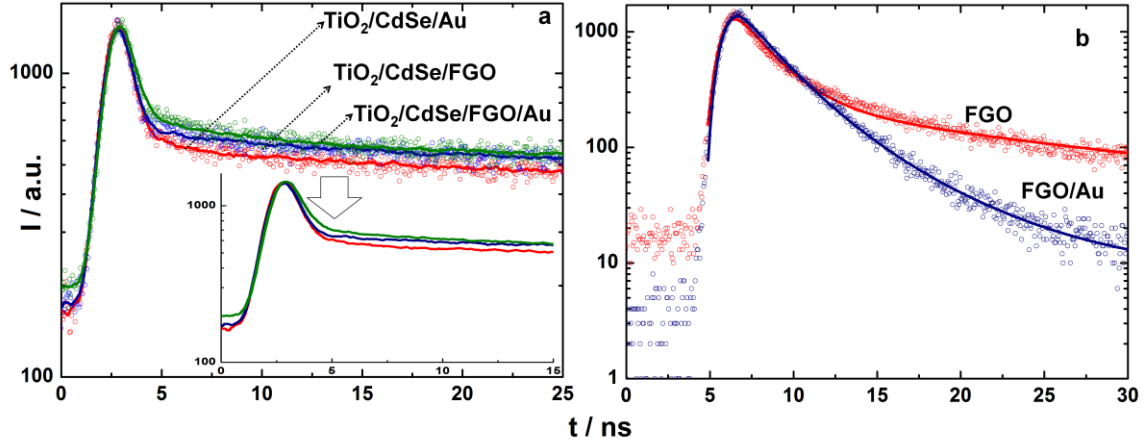 a
TiO2/CdSe/Au
TiO2/CdSe/FGO
TiO2/CdSe/FGO/Au
1000
100
I / a.u.
0 5 10 15 20 25
1000
100
0 5 10 15
b
FGO
FGO/Au
1000
100
10
1
0 5 10 15 20 25 30
t / ns